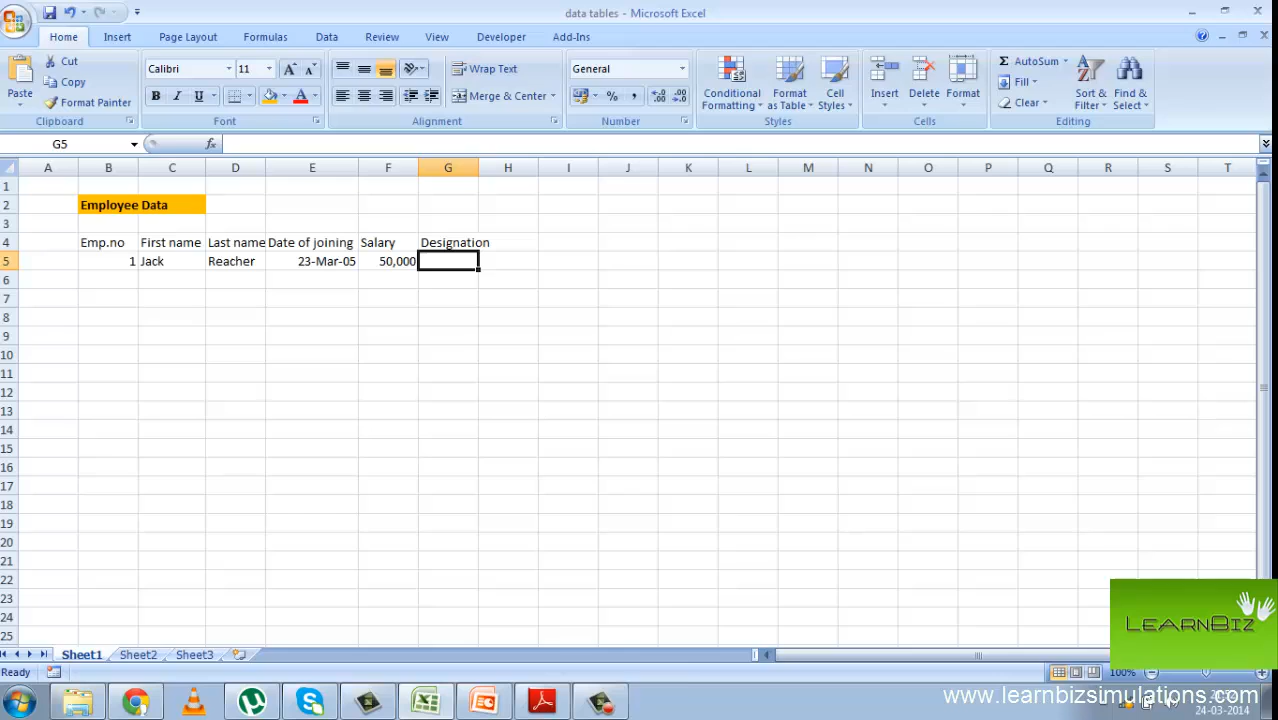 data tables - Microsoft Excel
Home Insert Page Layout Formulas Data Review View Developer Add-Ins
Paste Cut Copy Format Painter Clipboard
Calibri 11 B I U A Font
Wrap Text Merge & Center Alignment
General % , Number
Conditional Formatting Format as Table Cell Styles Styles
Insert Delete Format Cells
AutoSum Fill Clear Sort & Filter Find & Select Editing
G5 fx
A B C D E F G H I J K L M N O P Q R S T
1
2 Employee Data
3
4 Emp.no First name Last name Date of joining Salary Designation
5 1 Jack Reacher 23-Mar-05 50,000
6
7
8
9
10
11
12
13
14
15
16
17
18
19
20
21
22
23
24
25
LEARNBIZ
Sheet1 Sheet2 Sheet3
Ready 100%
www.learnbizsimulations.com
24-03-2014